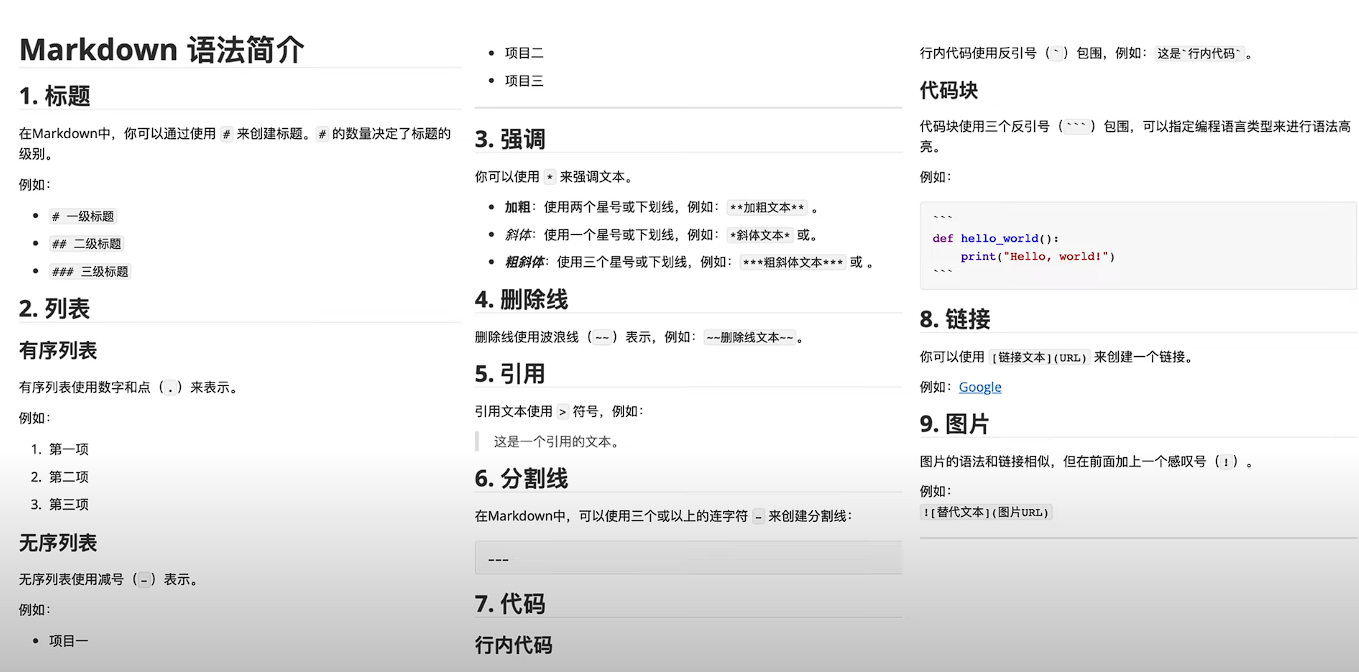 Markdown 语法简介
1. 标题
在Markdown中，你可以通过使用 # 来创建标题。# 的数量决定了标题的
级别。
例如：
• # 一级标题
• ## 二级标题
• ### 三级标题
2. 列表
有序列表
有序列表使用数字和点（.）来表示。
例如：
1. 第一项
2. 第二项
3. 第三项
无序列表
无序列表使用减号（-）表示。
例如：
• 项目一
• 项目二
• 项目三
3. 强调
你可以使用 * 来强调文本。
• 加粗：使用两个星号或下划线，例如：**加粗文本** 。
• 斜体：使用一个星号或下划线，例如：*斜体文本* 或。
• 粗斜体：使用三个星号或下划线，例如：***粗斜体文本*** 或 。
4. 删除线
删除线使用波浪线（~~）表示，例如：~~删除线文本~~。
5. 引用
引用文本使用 > 符号，例如：
这是一个引用的文本。
6. 分割线
在Markdown中，可以使用三个或以上的连字符 - 来创建分割线：
---
7. 代码
行内代码
行内代码使用反引号（`）包围，例如：这是`行内代码`。
代码块
代码块使用三个反引号（```）包围，可以指定编程语言类型来进行语法高
亮。
例如：
```
def hello_world():
    print("Hello, world!")
```
8. 链接
你可以使用 [链接文本](URL) 来创建一个链接。
例如：Google
9. 图片
图片的语法和链接相似，但在前面加上一个感叹号（!）。
例如：
![替代文本](图片URL)